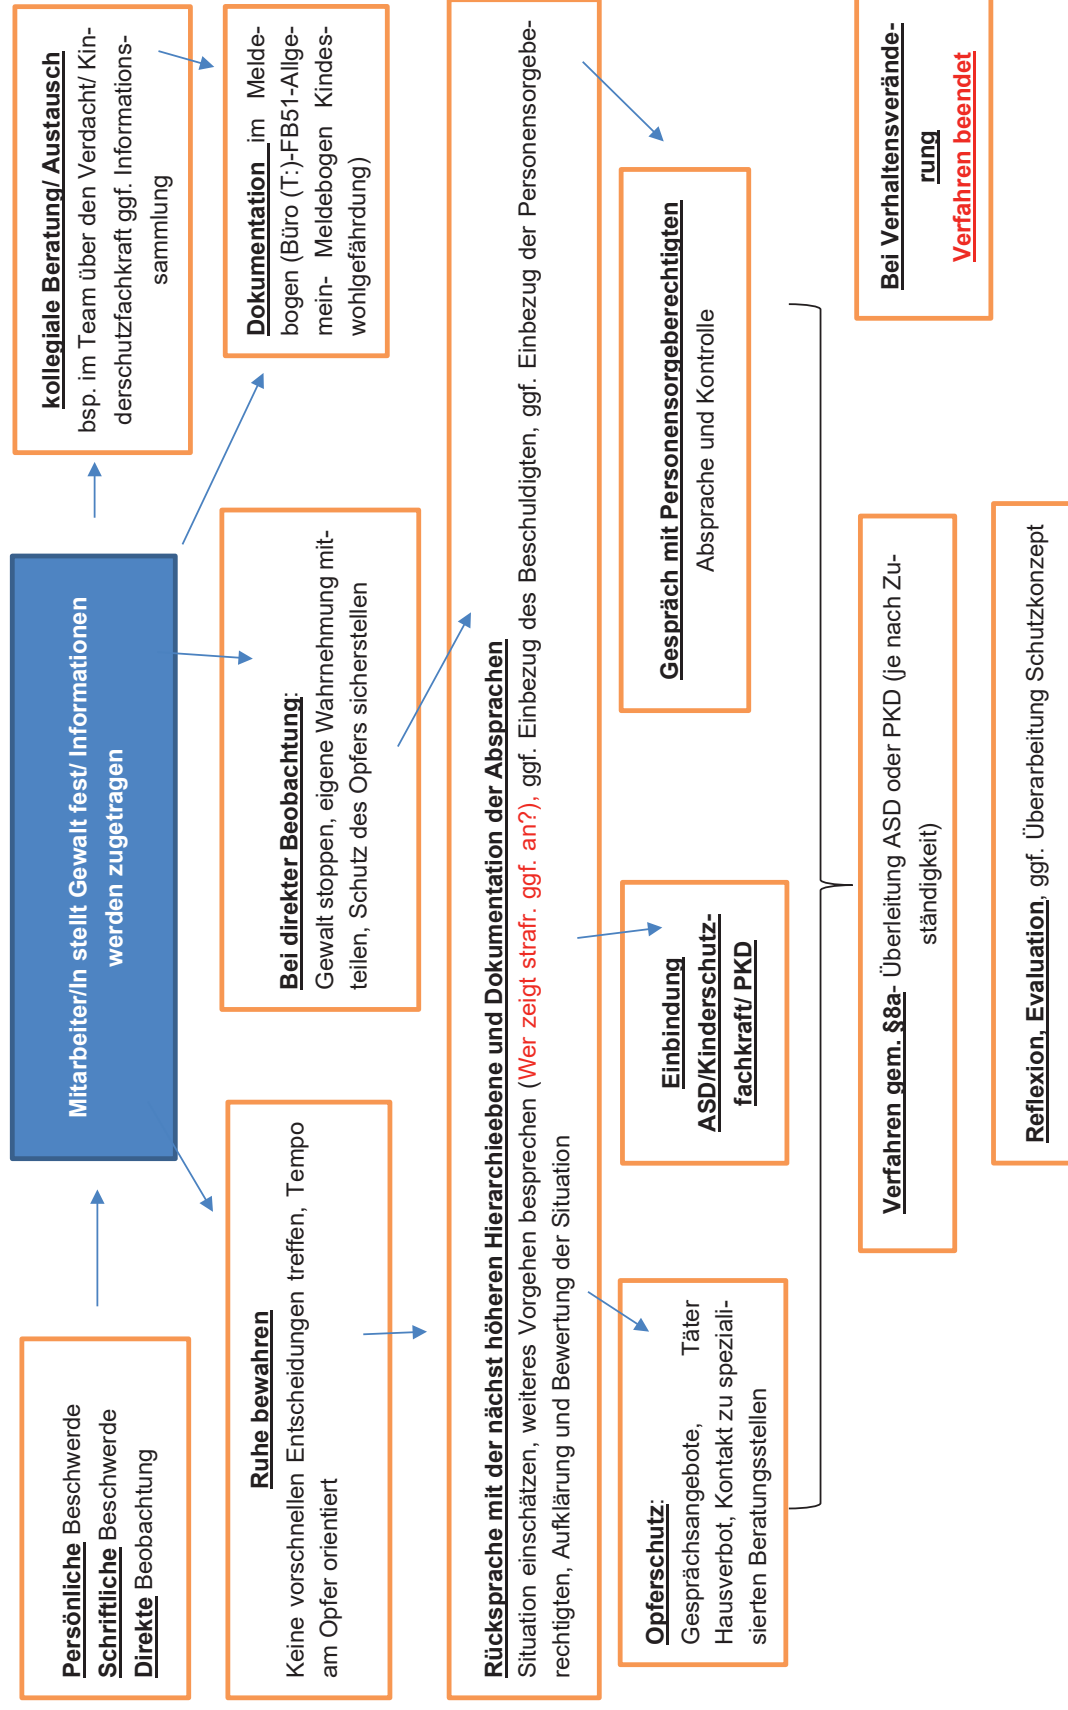 Persönliche Beschwerde
Schriftliche Beschwerde
Direkte Beobachtung
Mitarbeiter/In stellt Gewalt fest/ Informationen
werden zugetragen
kollegiale Beratung/ Austausch
bsp. im Team über den Verdacht/ Kin-
derschutzfachkraft ggf. Informations-
sammlung
Ruhe bewahren
Keine vorschnellen Entscheidungen treffen, Tempo
am Opfer orientiert
Bei direkter Beobachtung:
Gewalt stoppen, eigene Wahrnehmung mit-
teilen, Schutz des Opfers sicherstellen
Dokumentation im Melde-
bogen (Büro (T:)-FB51-Allge-
mein- Meldebogen Kindes-
wohlgefährdung)
Rücksprache mit der nächst höheren Hierarchieebene und Dokumentation der Absprachen
Situation einschätzen, weiteres Vorgehen besprechen (Wer zeigt strafr. ggf. an?), ggf. Einbezug des Beschuldigten, ggf. Einbezug der Personensorgebe-
rechtigten, Aufklärung und Bewertung der Situation
Opferschutz:
Gesprächsangebote, Täter
Hausverbot, Kontakt zu speziali-
sierten Beratungsstellen
Einbindung
ASD/Kinderschutz-
fachkraft/ PKD
Gespräch mit Personensorgeberechtigten
Absprache und Kontrolle
Verfahren gem. §8a- Überleitung ASD oder PKD (je nach Zu-
ständigkeit)
Bei Verhaltensverände-
rung
Verfahren beendet
Reflexion, Evaluation, ggf. Überarbeitung Schutzkonzept